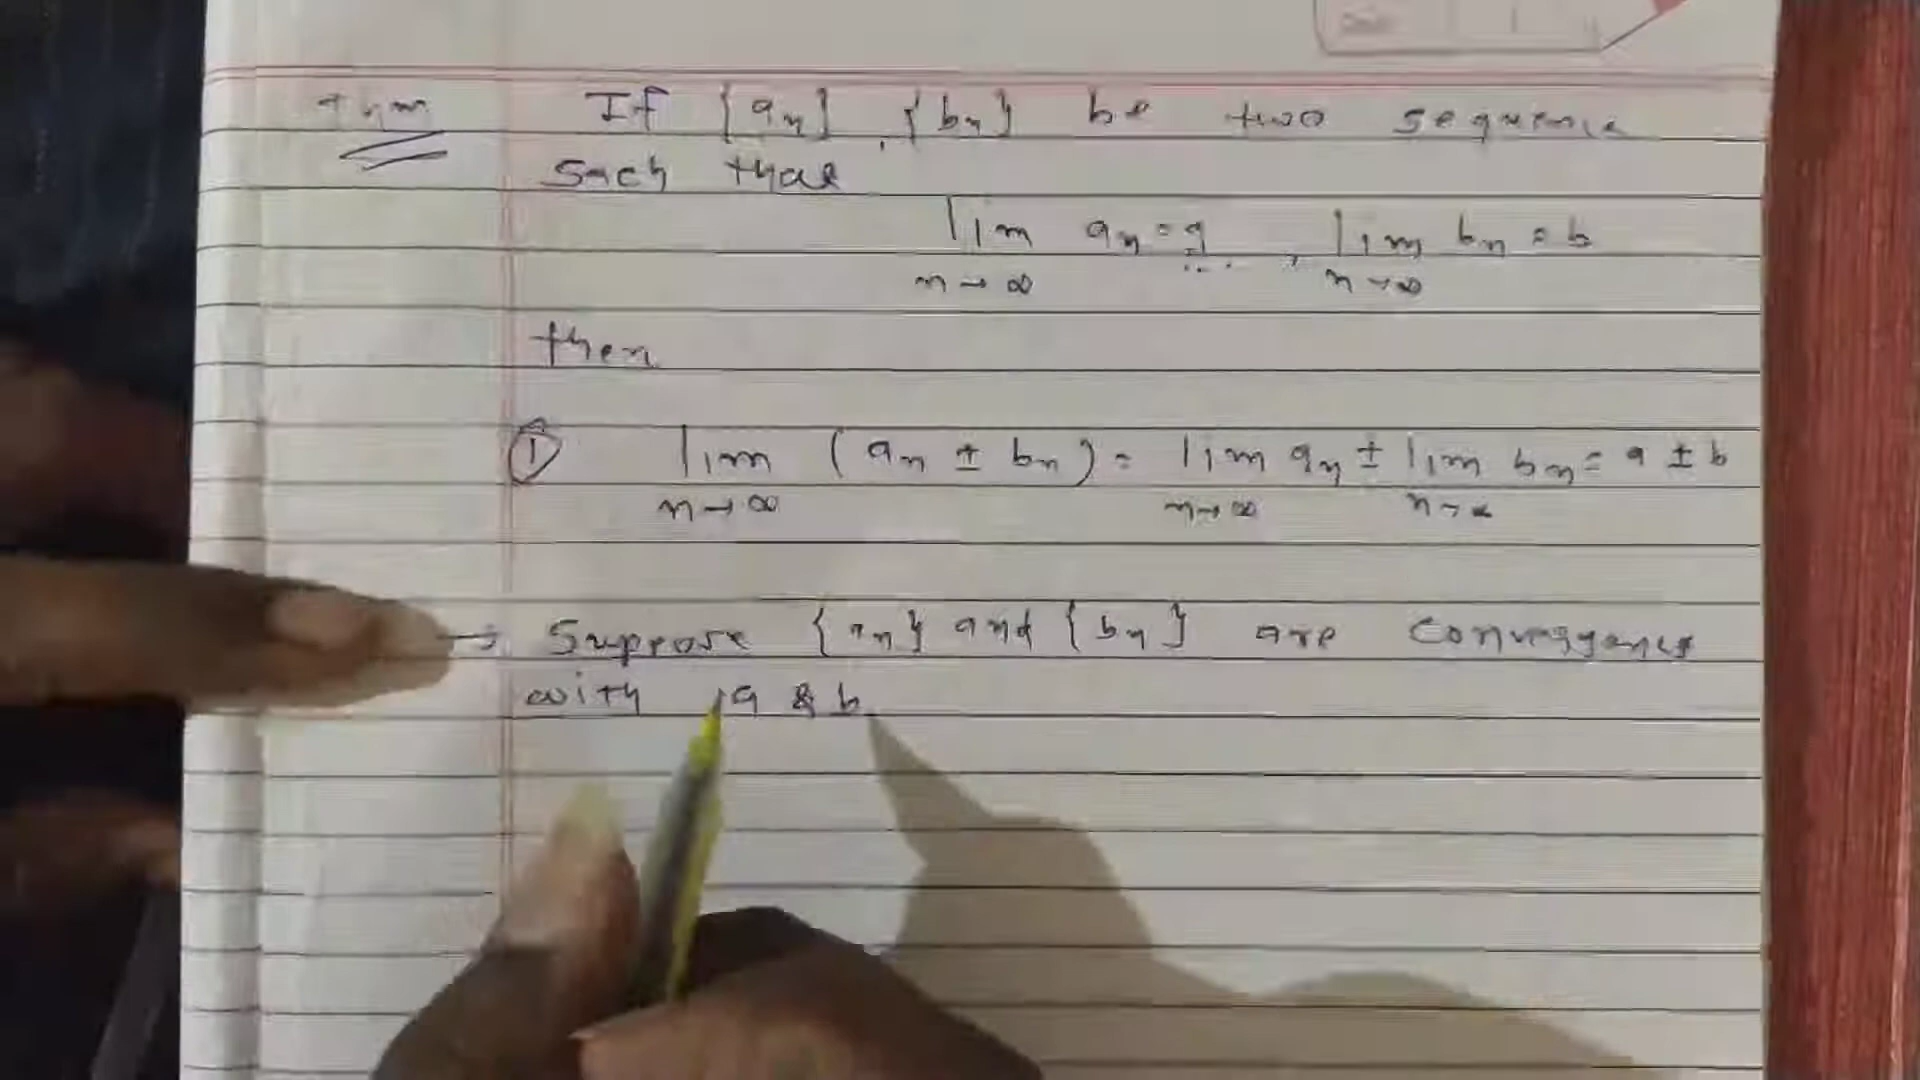 Thm If {an}, {bn} be two sequence
Such that
lim an = a, lim bn = b
n→∞ n→∞
then
① lim (an ± bn) = lim an ± lim bn = a ± b
n→∞ n→∞ n→∞
→ Suppose {an} and {bn} are
with a & b